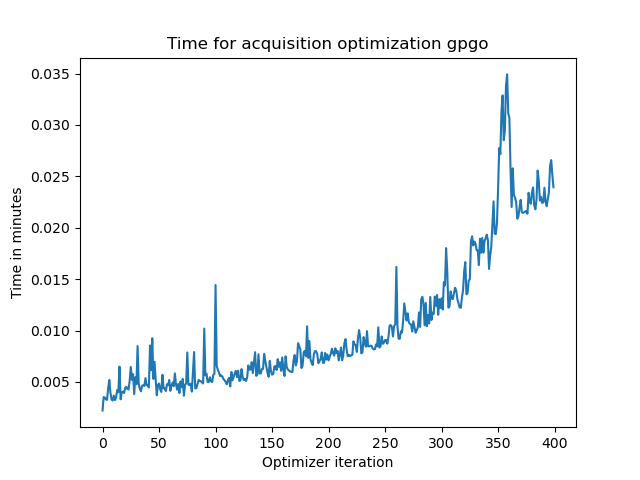 Time for acquisition optimization gpgo
0.035
0.030
0.025
0.020
0.015
0.010
0.005
Time in minutes
0 50 100 150 200 250 300 350 400
Optimizer iteration